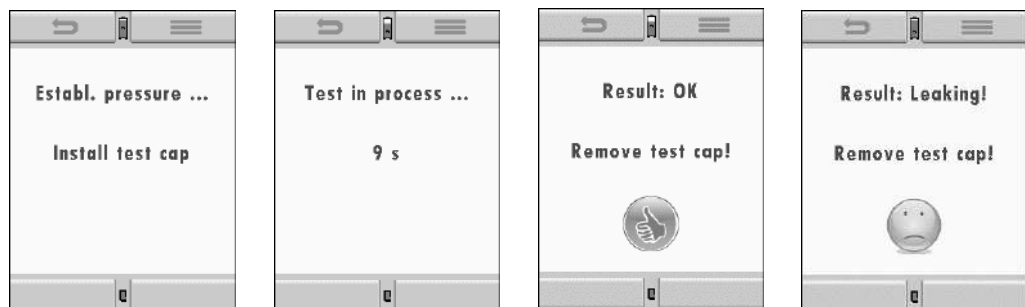 Establ. pressure ...
Install test cap
Test in process ...
9 s
Result: OK
Remove test cap!
Result: Leaking!
Remove test cap!